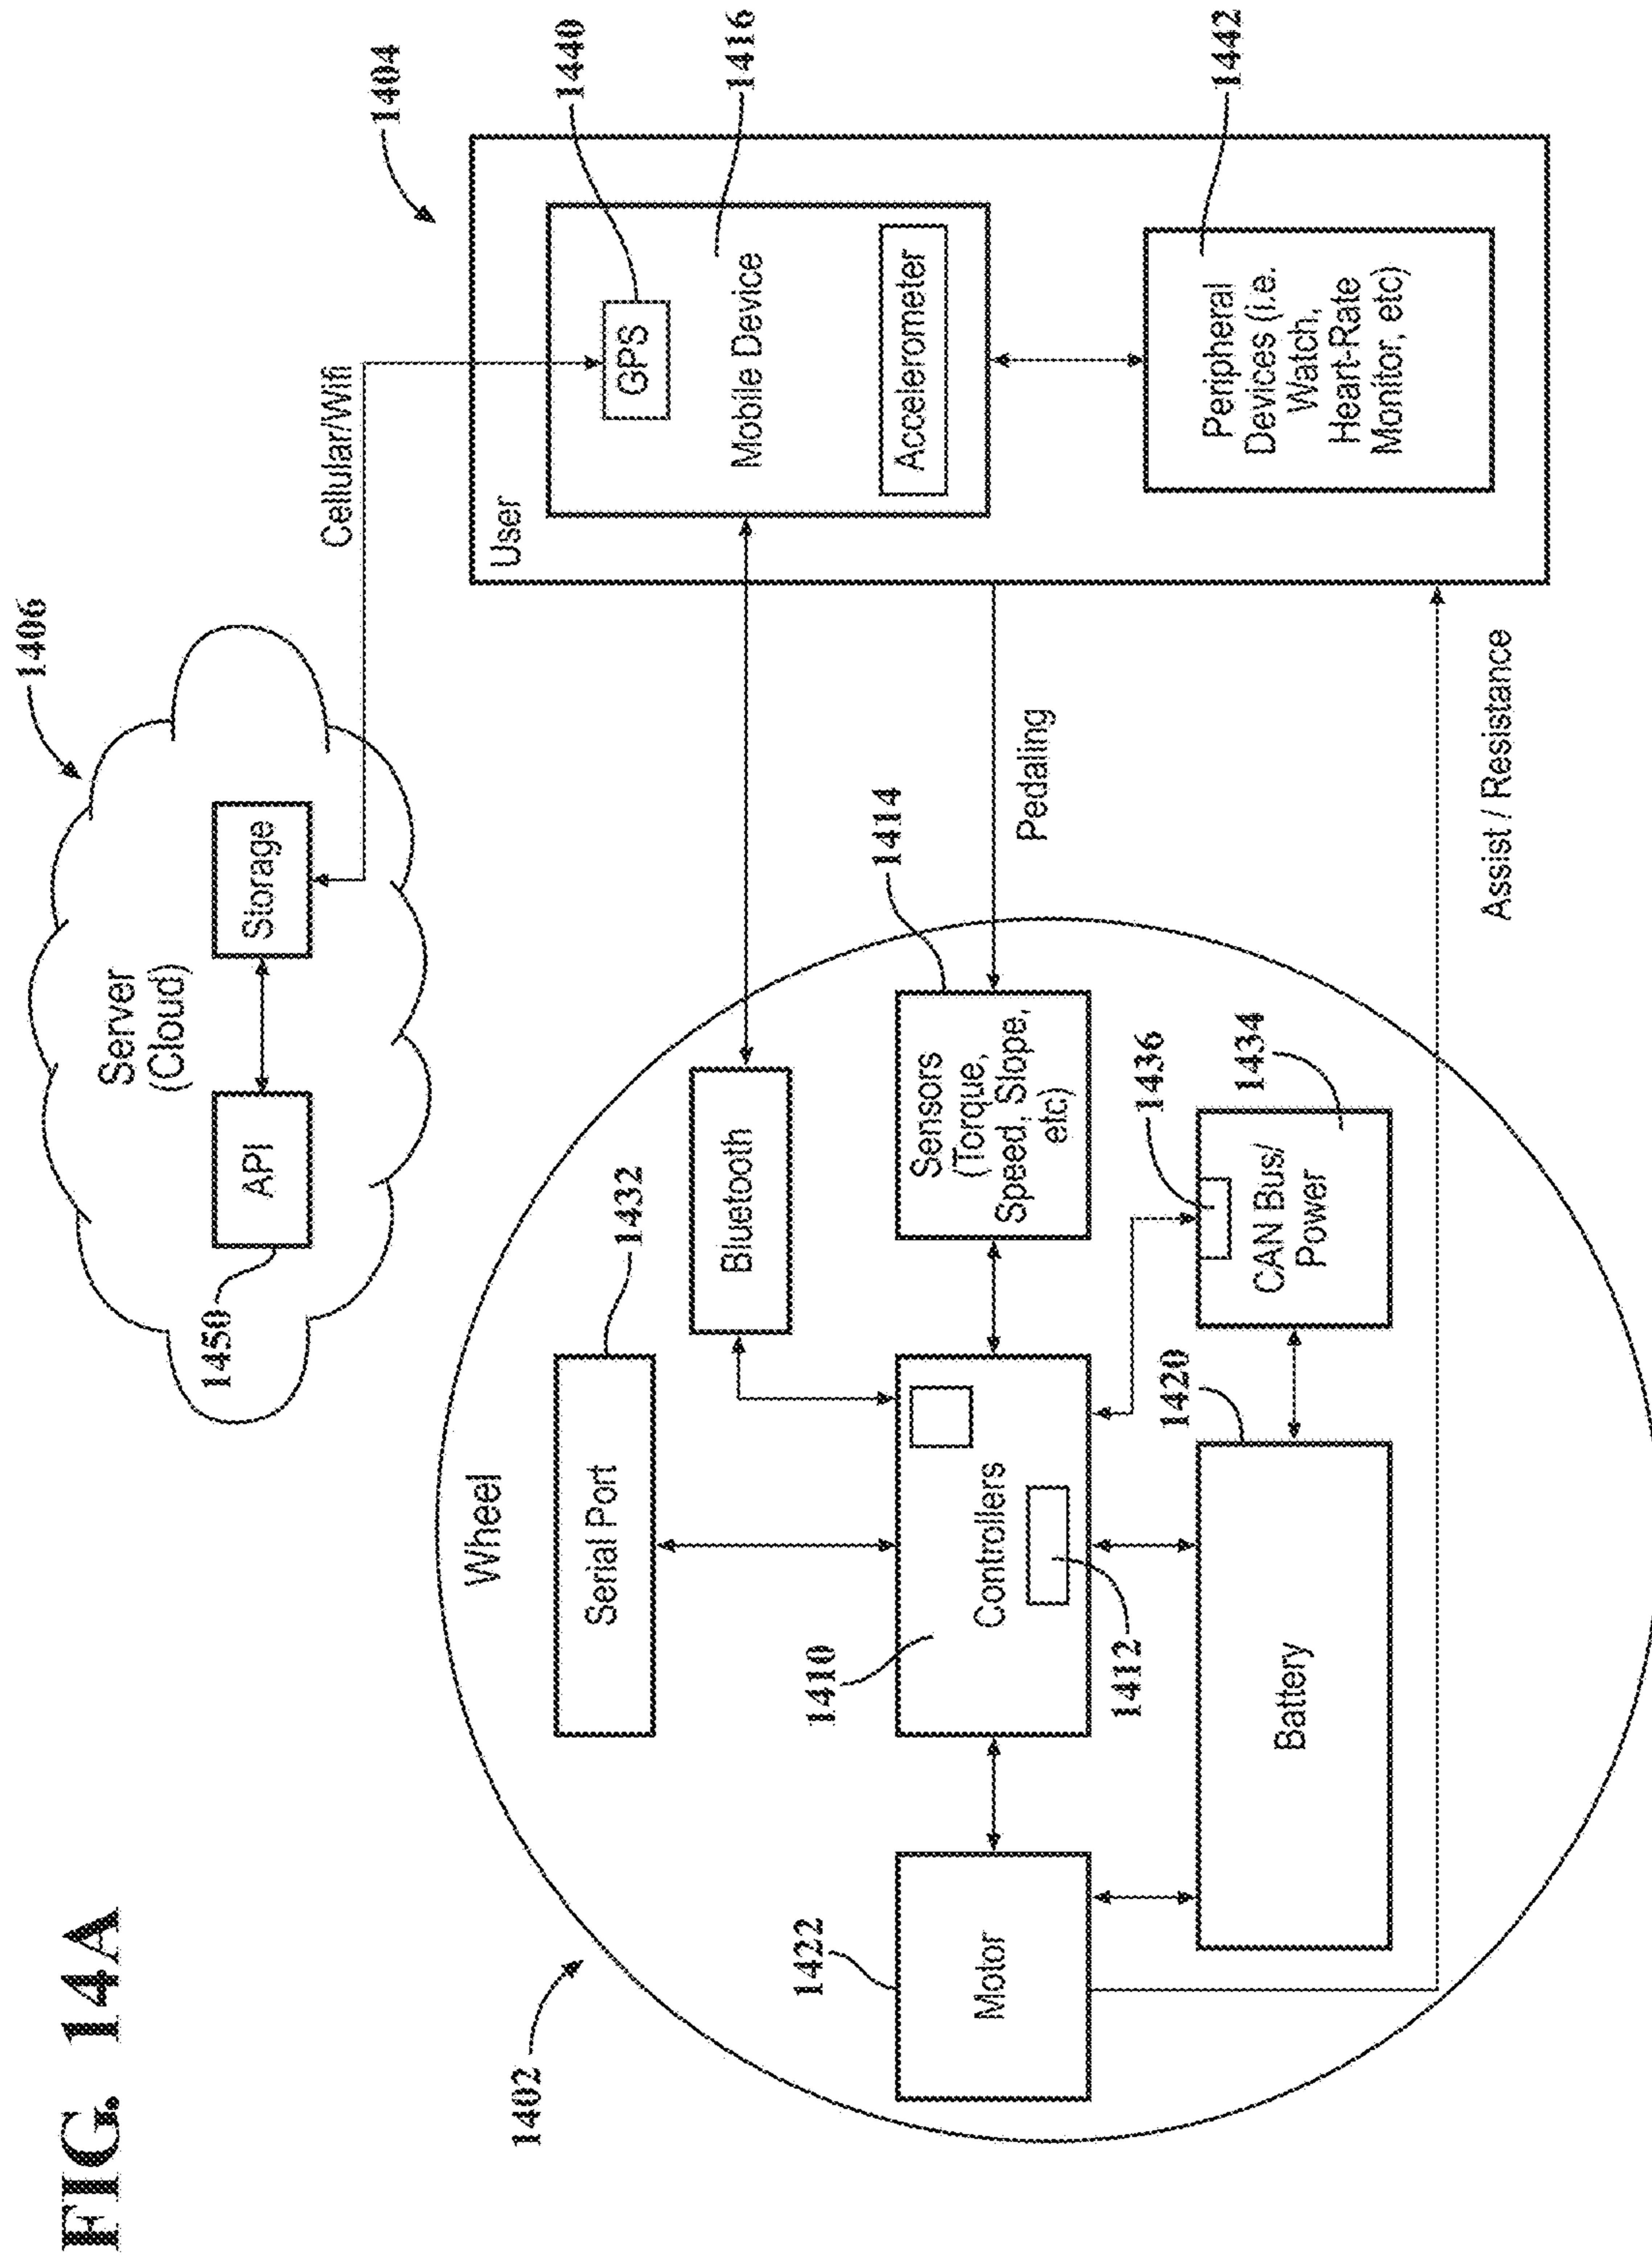 FIG. 14A
1406
Server
(Cloud)
API
Storage
1450
Cellular/Wifi
1404
User
GPS
1440
Mobile Device
1416
Accelerometer
Peripheral
Devices (i.e.
Watch,
Heart-Rate
Monitor, etc)
1442
1402
Wheel
Serial Port
1432
Bluetooth
1410
Controllers
1412
Sensors
(Torque,
Speed, Slope,
etc)
1414
Pedaling
1422
Motor
1420
Battery
1436
CAN Bus/
Power
1434
Assist / Resistance